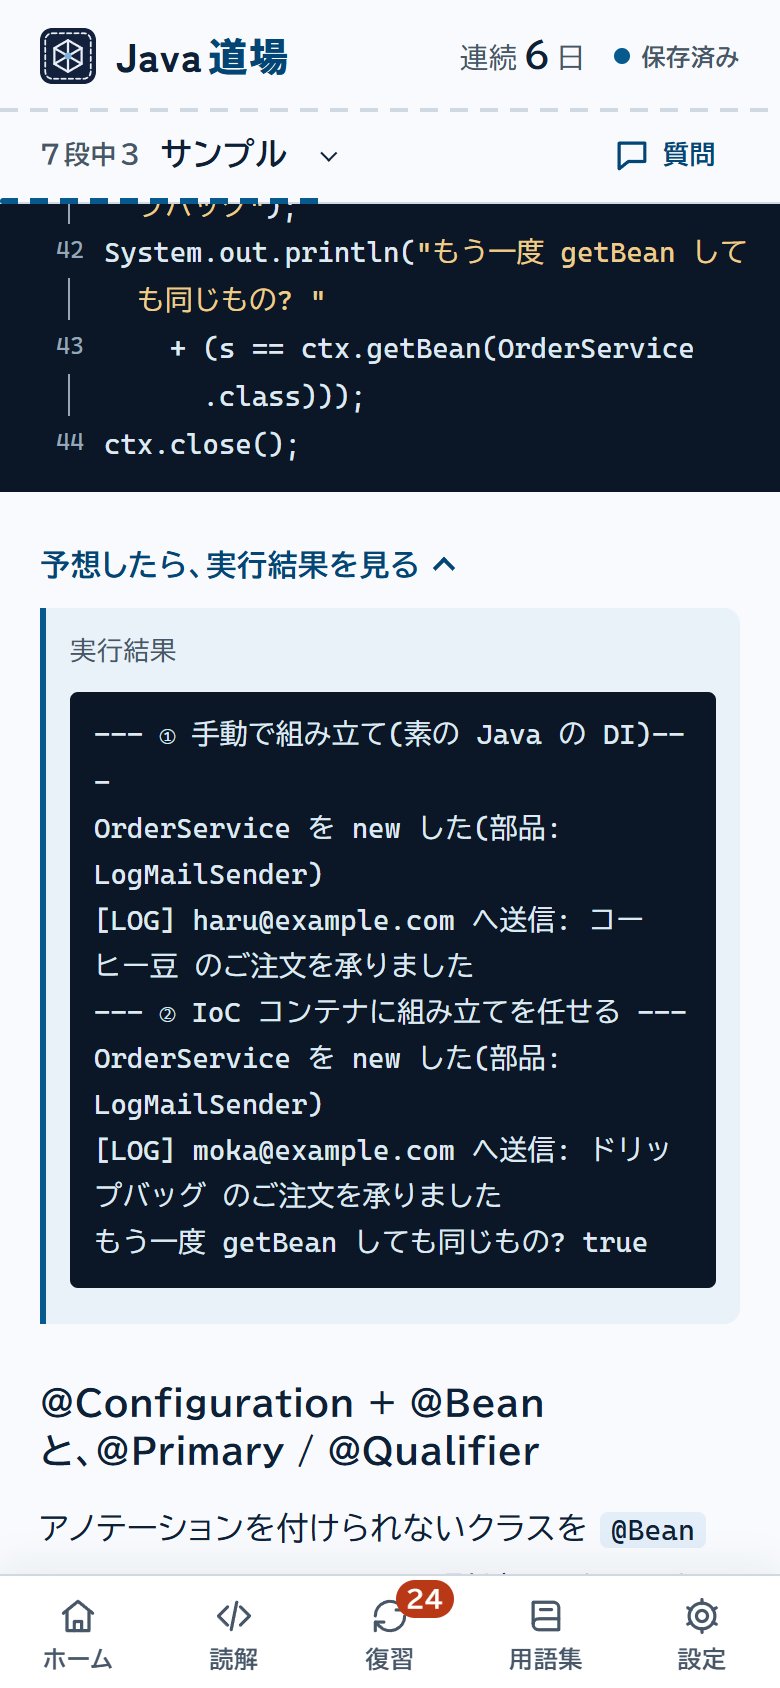 Java道場
連続 6 日
保存済み
7段中3 サンプル
質問
プバッグ");
42 System.out.println("もう一度 getBean して
も同じもの? "
43 + (s == ctx.getBean(OrderService
.class)));
44 ctx.close();
予想したら、実行結果を見る
実行結果
--- ① 手動で組み立て(素の Java の DI)--
-
OrderService を new した(部品:
LogMailSender)
[LOG] haru@example.com へ送信: コー
ヒー豆 のご注文を承りました
--- ② IoC コンテナに組み立てを任せる ---
OrderService を new した(部品:
LogMailSender)
[LOG] moka@example.com へ送信: ドリッ
プバッグ のご注文を承りました
もう一度 getBean しても同じもの? true
@Configuration + @Bean
と、@Primary / @Qualifier
アノテーションを付けられないクラスを @Bean
24
ホーム
読解
復習
用語集
設定